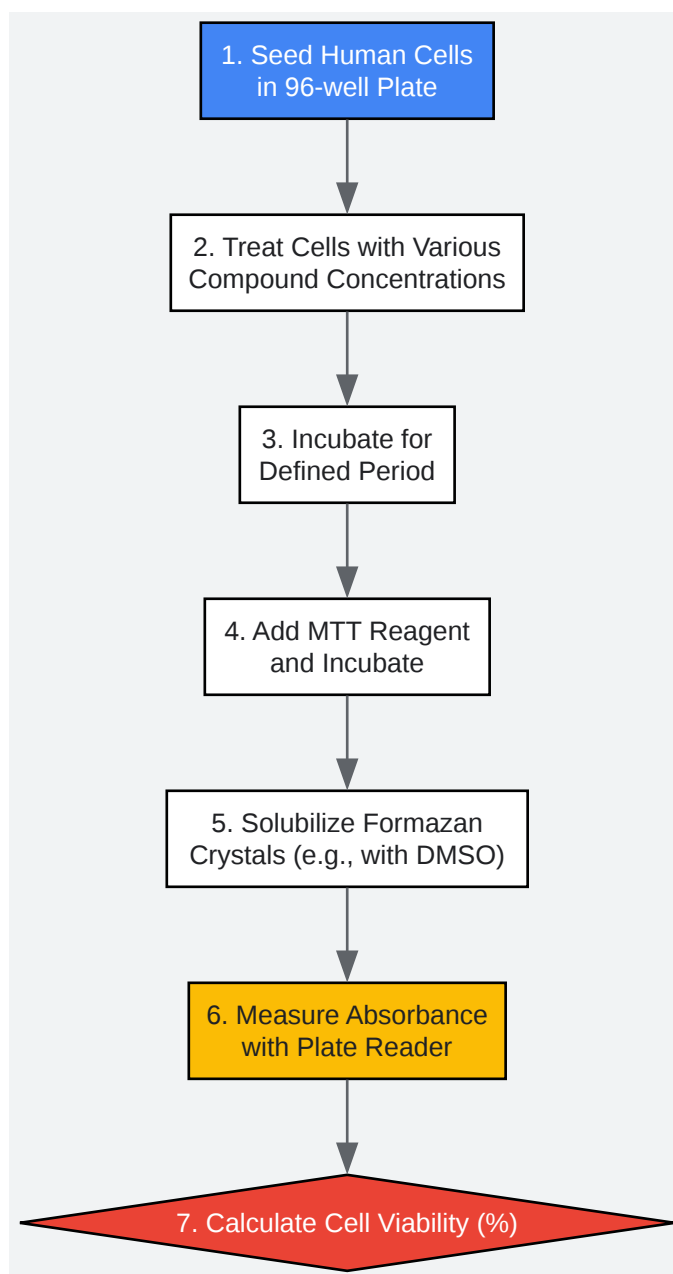 1. Seed Human Cells
in 96-well Plate
2. Treat Cells with Various
Compound Concentrations
3. Incubate for
Defined Period
4. Add MTT Reagent
and Incubate
5. Solubilize Formazan
Crystals (e.g., with DMSO)
6. Measure Absorbance
with Plate Reader
7. Calculate Cell Viability (%)